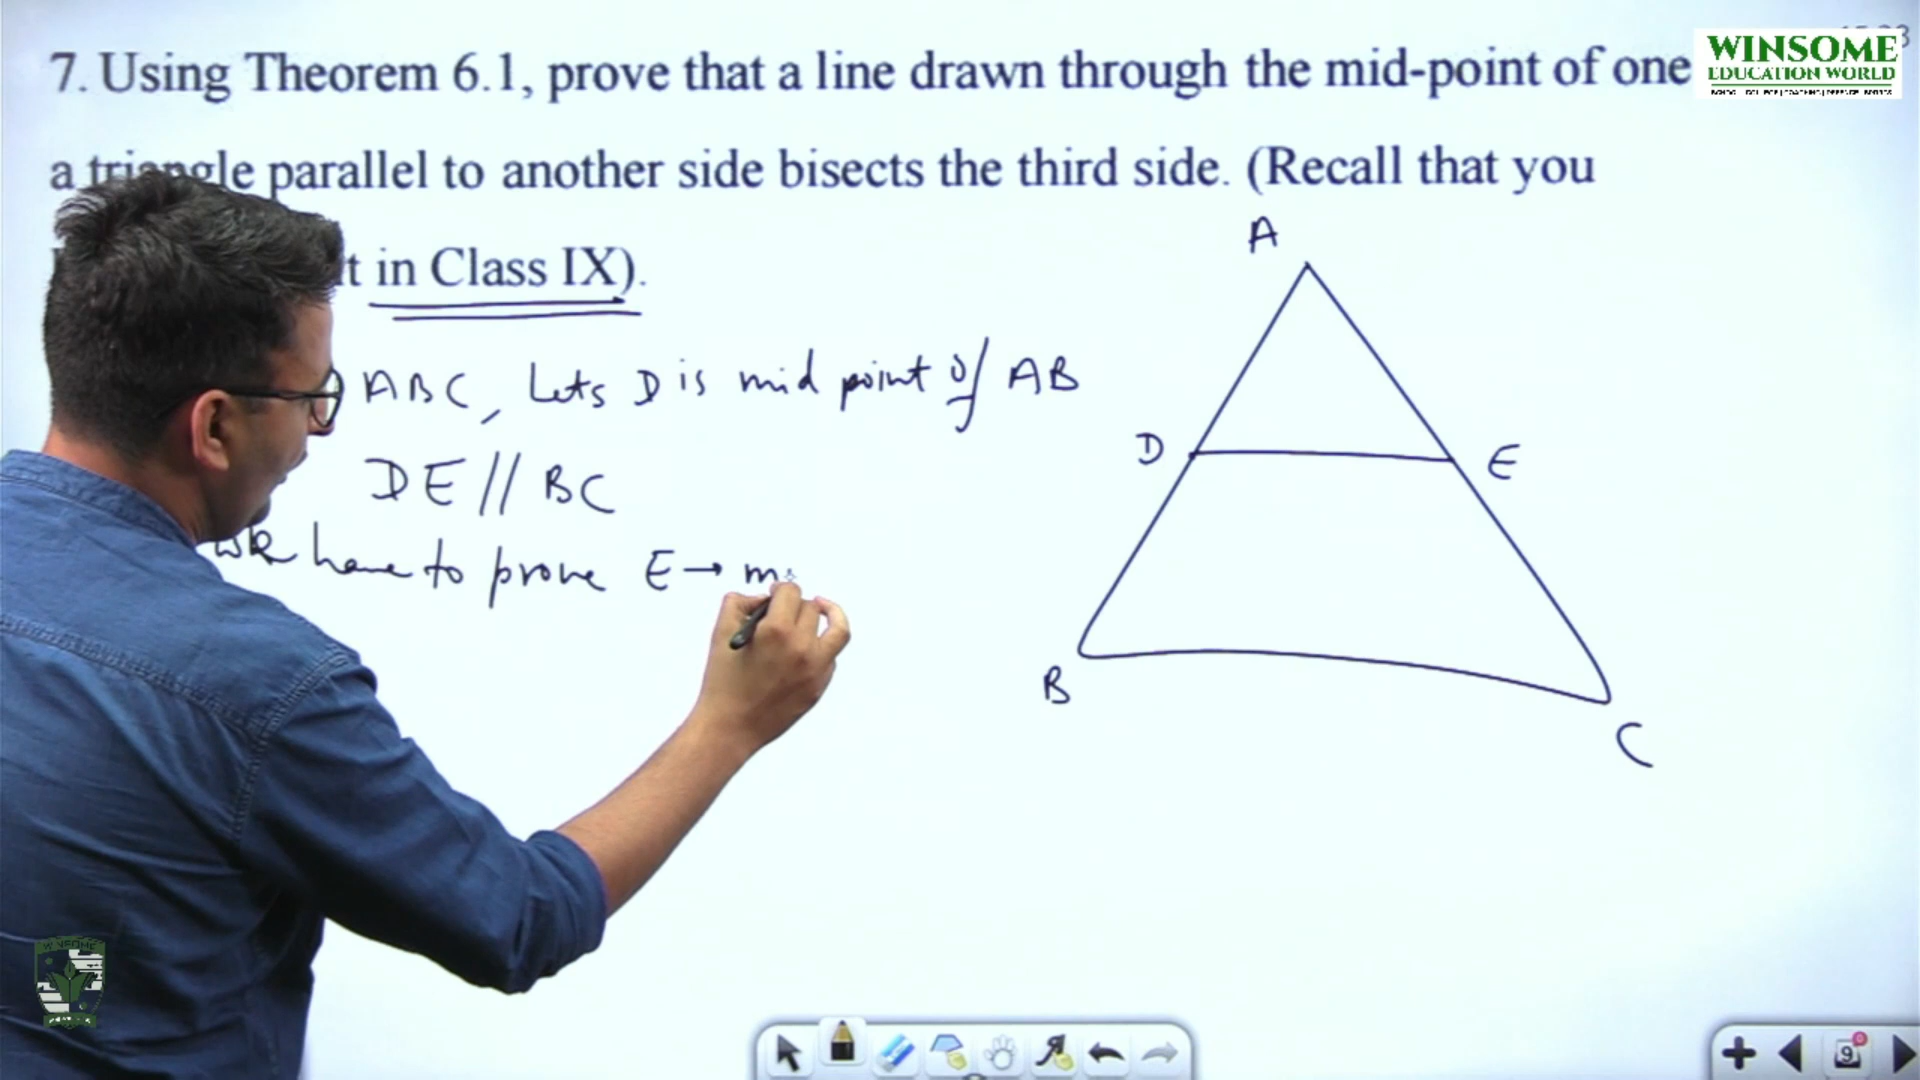 7. Using Theorem 6.1, prove that a line drawn through the mid-point of one
a triangle parallel to another side bisects the third side. (Recall that you
t in Class IX).
ABC, Lets D is mid point of AB
DE // BC
we have to prove E → m
A
D
E
B
C
WINSOME
EDUCATION WORLD
9